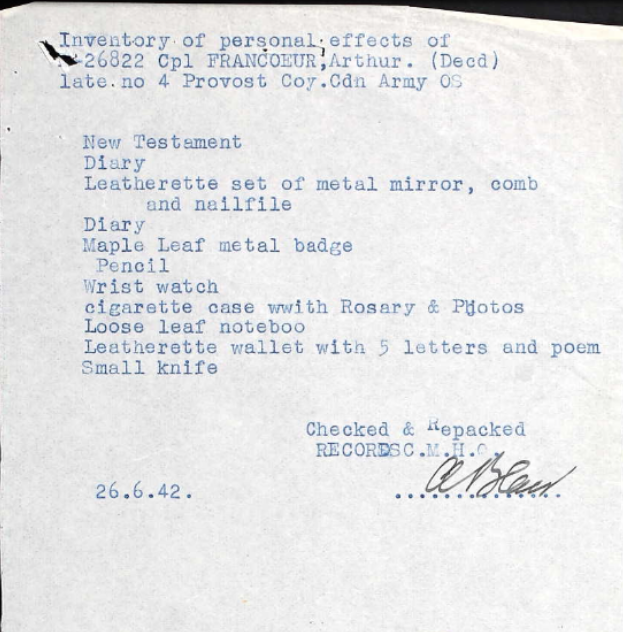 Inventory of personal effects of
-26822 Cpl FRANCOEUR, Arthur. (Decd)
late.no 4 Provost Coy.Cdn Army OS
New Testament
Diary
Leatherette set of metal mirror, comb
and nailfile
Diary
Maple Leaf metal badge
Pencil
Wrist watch
cigarette case wwith Rosary & Photos
Loose leaf noteboo
Leatherette wallet with 5 letters and poem
Small knife
Checked & Repacked
RECORDS C.M.H.Q.
26.6.42.